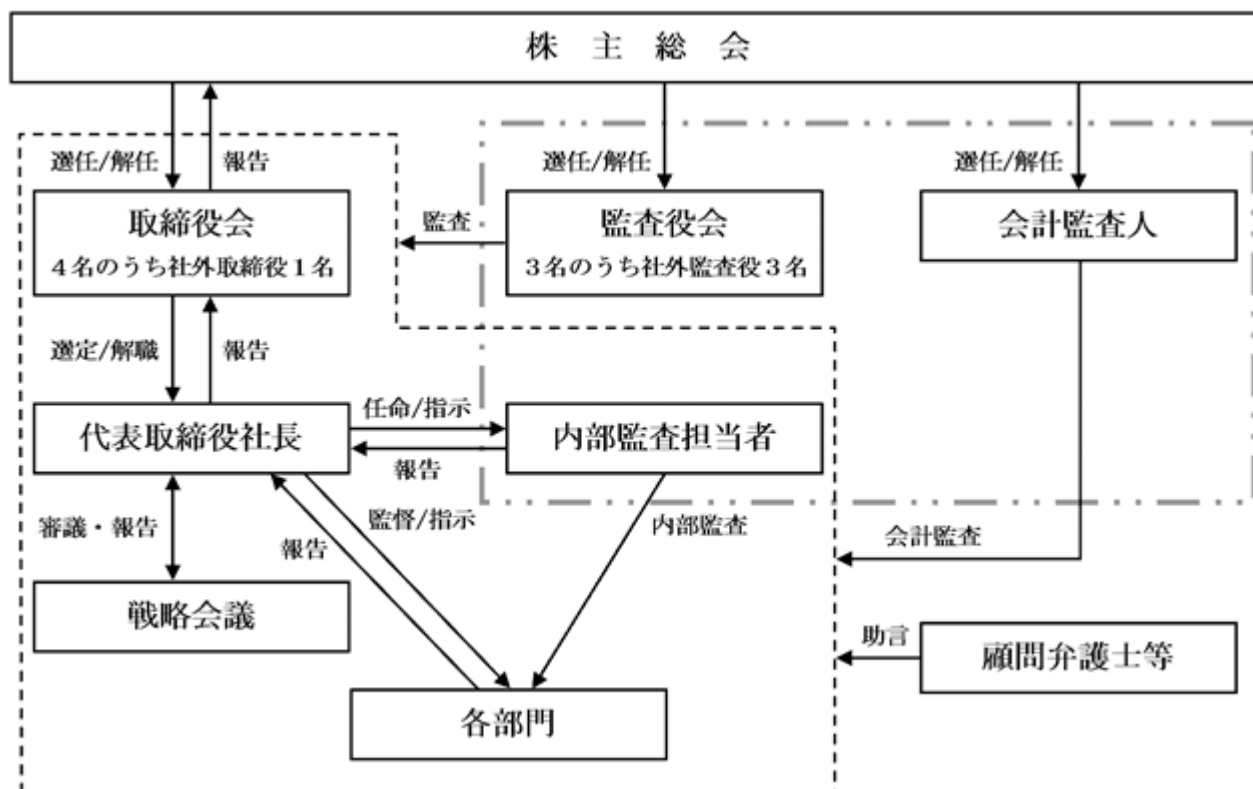 株 主 総 会
選任/解任
報告
選任/解任
選任/解任
取締役会
4名のうち社外取締役1名
監査
監査役会
3名のうち社外監査役3名
会計監査人
選定/解職
報告
代表取締役社長
任命/指示
報告
内部監査担当者
審議・報告
報告
監督/指示
内部監査
会計監査
戦略会議
助言
顧問弁護士等
各部門